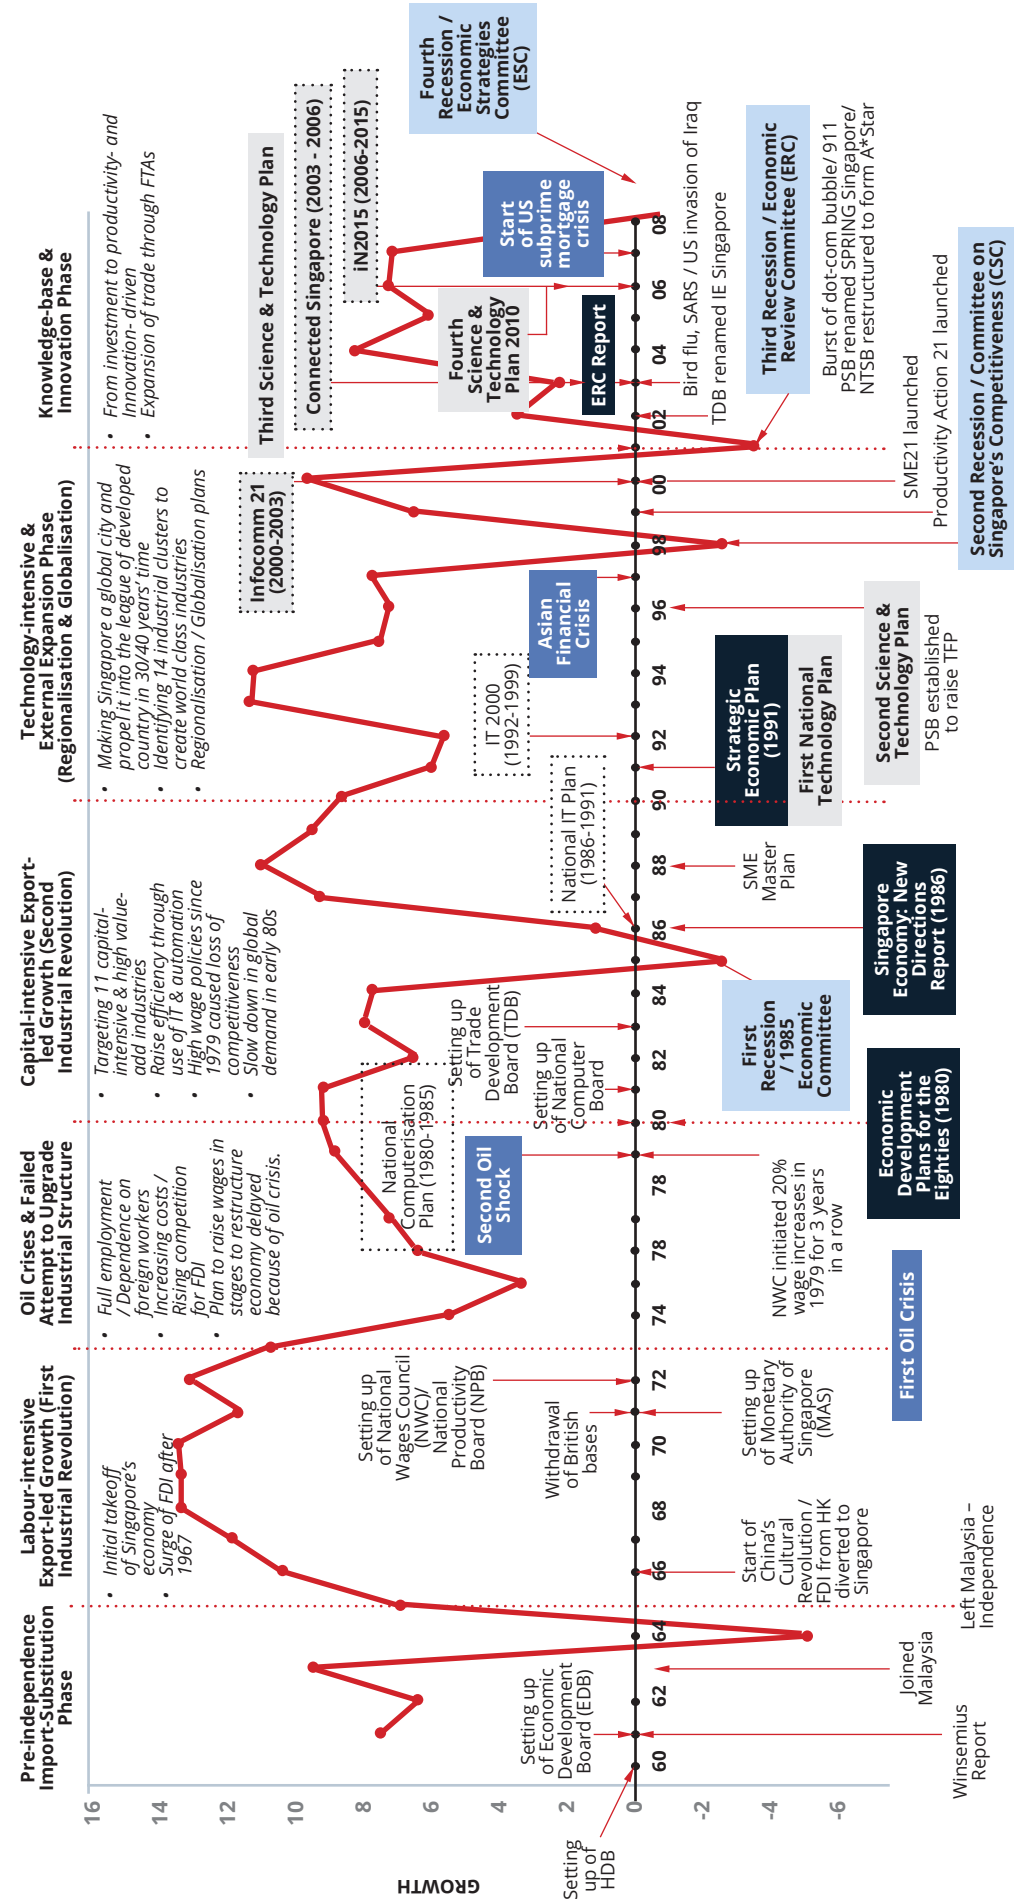 Pre-independence
Import-Substitution
Phase
Labour-intensive
Export-led Growth (First
Industrial Revolution)
Oil Crises & Failed
Attempt to Upgrade
Industrial Structure
Capital-intensive Export-
led Growth (Second
Industrial Revolution)
Technology-intensive &
External Expansion Phase
(Regionalisation & Globalisation)
Knowledge-base &
Innovation Phase
• Initial takeoff
of Singapore's
economy
• Surge of FDI after
1967
• Full employment
/ Dependence on
foreign workers
• Increasing costs /
Rising competition
for FDI
• Plan to raise wages in
stages to restructure
economy delayed
because of oil crisis.
• Targeting 11 capital-
intensive & high value-
add industries
• Raise efficiency through
use of IT & automation
• High wage policies since
1979 caused loss of
competitiveness
• Slow down in global
demand in early 80s
• Making Singapore a global city and
propel it into the league of developed
country in 30/40 years' time
• Identifying 14 industrial clusters to
create world class industries
• Regionalisation / Globalisation plans
• From investment to productivity- and
Innovation- driven
• Expansion of trade through FTAs
GROWTH
16
14
12
10
8
6
4
2
0
-2
-4
-6
60
62
64
66
68
70
72
74
78
78
80
82
84
86
88
90
92
94
96
98
00
02
04
06
08
Setting
up of
HDB
Setting up
of Economic
Development
Board (EDB)
Winsemius
Report
Joined
Malaysia
Left Malaysia –
Independence
Start of
China's
Cultural
Revolution /
FDI from HK
diverted to
Singapore
Withdrawal
of British
bases
Setting up
of National
Wages Council
(NWC)/
National
Productivity
Board (NPB)
Setting up
of Monetary
Authority of
Singapore
(MAS)
First Oil Crisis
National
Computerisation
Plan (1980-1985)
Second Oil
Shock
NWC initiated 20%
wage increases in
1979 for 3 years
in a row
Economic
Development
Plans for the
Eighties (1980)
Setting up
of Trade
Development
Board (TDB)
Setting up
of National
Computer
Board
First
Recession
/ 1985
Economic
Committee
Singapore
Economy: New
Directions
Report (1986)
National IT Plan
(1986-1991)
SME
Master
Plan
IT 2000
(1992-1999)
Strategic
Economic Plan
(1991)
First National
Technology Plan
Asian
Financial
Crisis
Second Science &
Technology Plan
PSB established
to raise TFP
Infocomm 21
(2000-2003)
Second Recession / Committee on
Singapore's Competitiveness (CSC)
Productivity Action 21 launched
SME21 launched
Third Science & Technology Plan
Connected Singapore (2003 - 2006)
iN2015 (2006-2015)
Fourth
Science &
Technology
Plan 2010
ERC Report
Start
of US
subprime
mortgage
crisis
Fourth
Recession /
Economic
Strategies
Committee
(ESC)
Bird flu, SARS / US invasion of Iraq
TDB renamed IE Singapore
Third Recession / Economic
Review Committee (ERC)
Burst of dot-com bubble/ 911
PSB renamed SPRING Singapore/
NTSB restructured to form A*Star